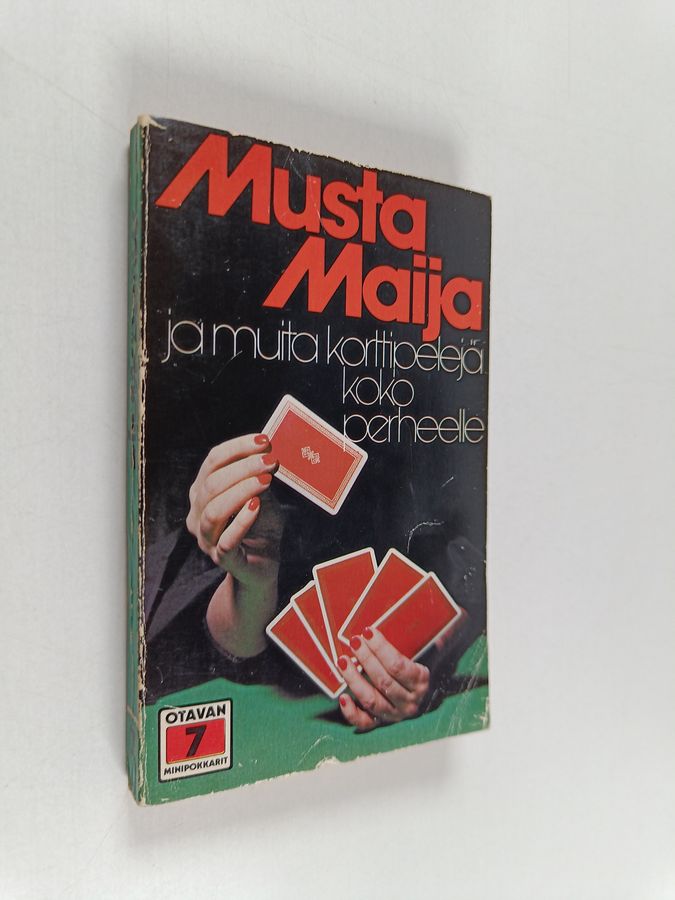 Musta
Maija
ja muita korttipelejä
koko
perheelle
OTAVAN
7
MINIPOKKARIT